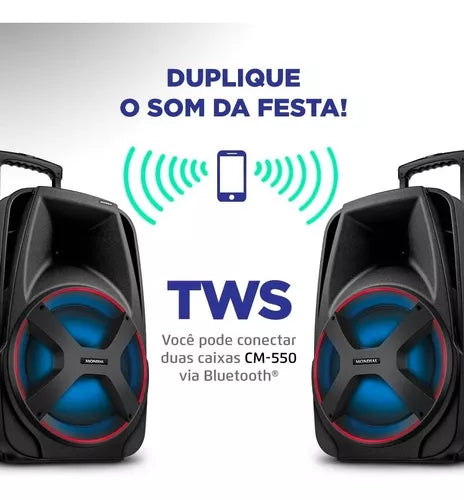 DUPLIQUE
O SOM DA FESTA!
TWS
Você pode conectar
duas caixas CM-550
via Bluetooth®
MONDIAL
MONDIAL